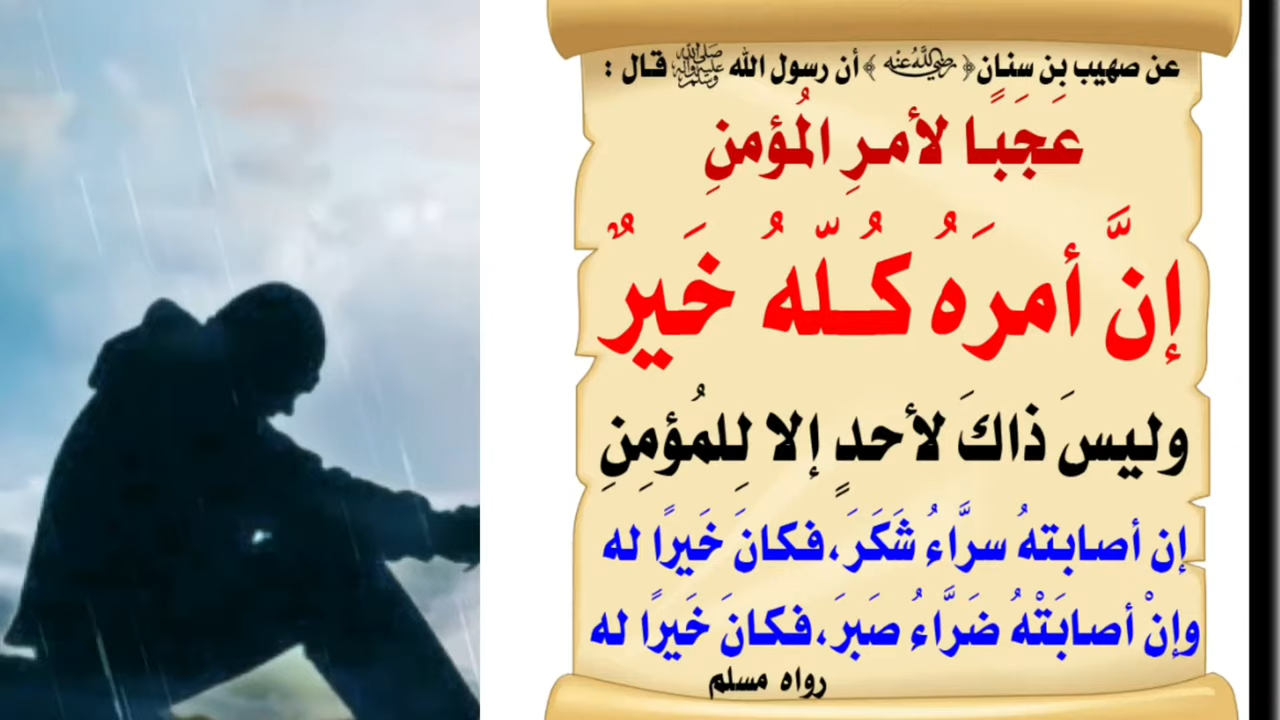 عن صهيب بن سنان ﴿رضي الله عنه﴾ أن رسول الله ﷺ قال :
عَجَبًا لأمرِ المُؤمنِ
إنَّ أمرَهُ كُلّهُ خَيرٌ
وليسَ ذاكَ لأحدٍ إلا لِلمُؤمِنِ
إن أصابتهُ سرَّاءُ شَكَرَ، فكانَ خَيرًا له
وإنْ أصابَتْهُ ضَرَّاءُ صَبرَ، فكانَ خَيرًا له
رواه مسلم